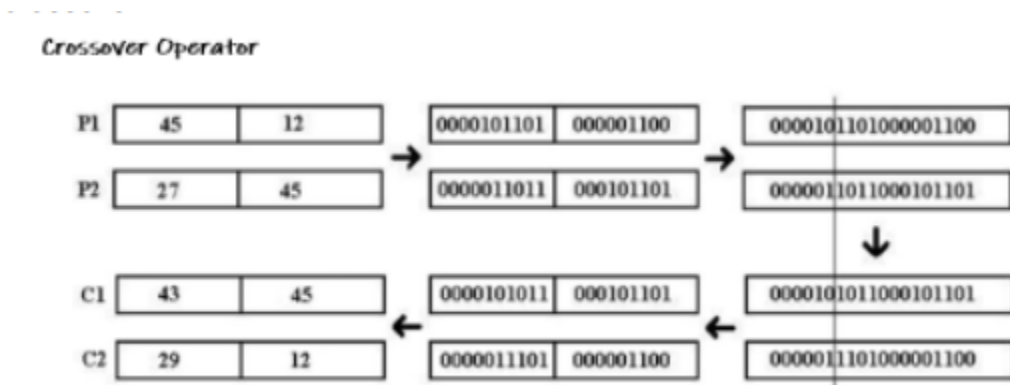 Crossover Operator
P1 45 12 0000101101 000001100 0000101101000001100
P2 27 45 0000011011 000101101 0000011011000101101
C1 43 45 0000101011 000101101 0000101011000101101
C2 29 12 0000011101 000001100 0000011101000001100